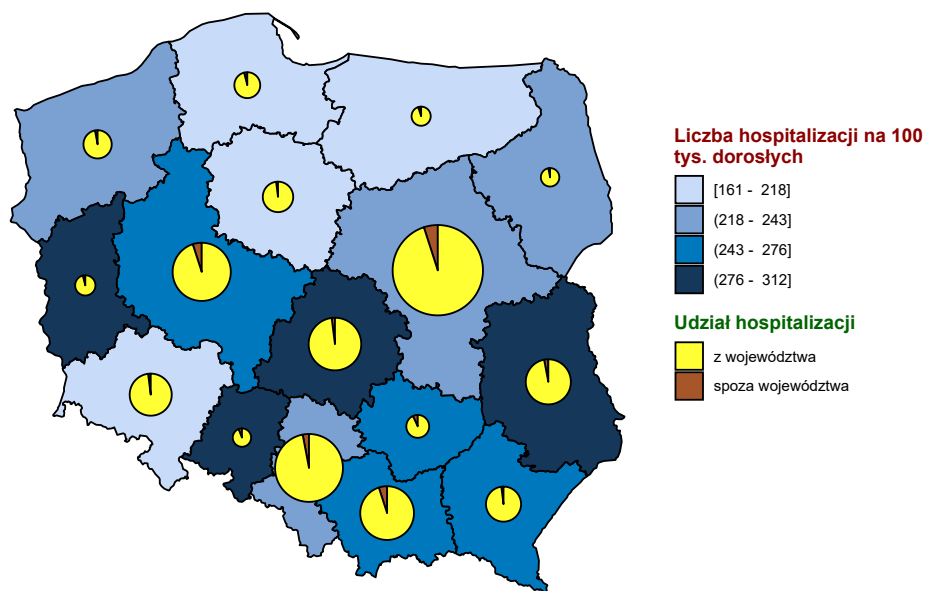 Liczba hospitalizacji na 100
tys. dorosłych
[161 - 218]
(218 - 243]
(243 - 276]
(276 - 312]
Udział hospitalizacji
z województwa
spoza województwa